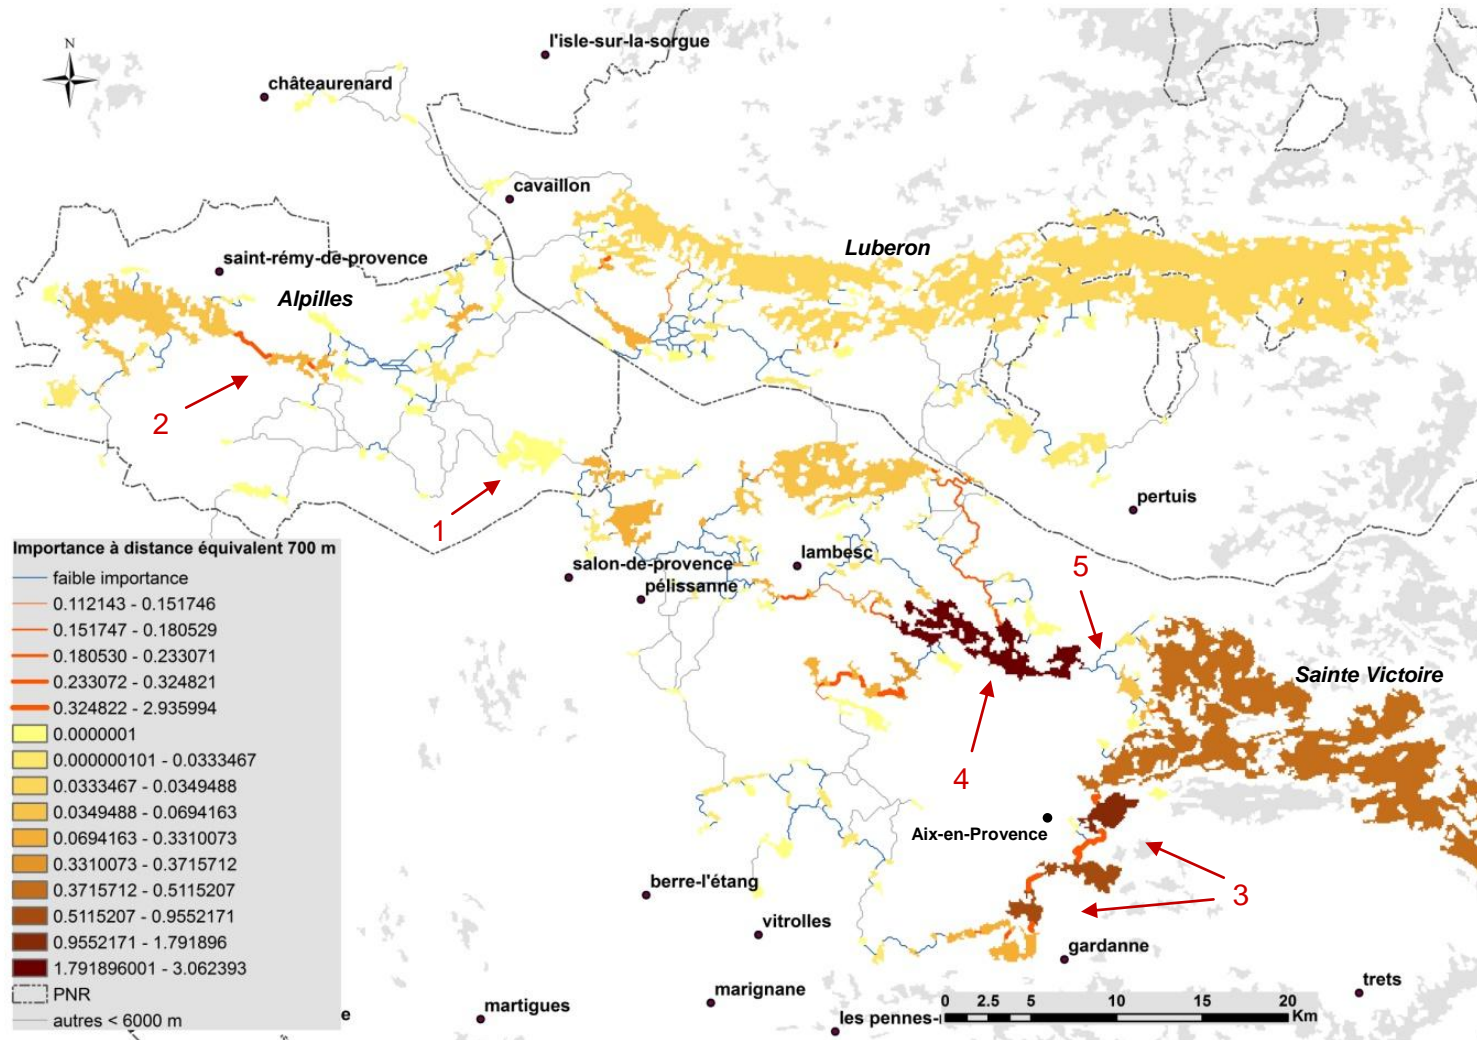 N
l'isle-sur-la-sorgue
châteaurenard
cavaillon
Luberon
saint-rémy-de-provence
Alpilles
2
1
pertuis
Importance à distance équivalent 700 m
faible importance
0.112143 - 0.151746
0.151747 - 0.180529
0.180530 - 0.233071
0.233072 - 0.324821
0.324822 - 2.935994
0.0000001
0.000000101 - 0.0333467
0.0333467 - 0.0349488
0.0349488 - 0.0694163
0.0694163 - 0.3310073
0.3310073 - 0.3715712
0.3715712 - 0.5115207
0.5115207 - 0.9552171
0.9552171 - 1.791896
1.791896001 - 3.062393
PNR
autres < 6000 m
salon-de-provence
pélissanne
lambesc
5
Sainte Victoire
4
Aix-en-Provence
3
berre-l'étang
vitrolles
gardanne
marignane
martigues
e
les pennes-
trets
0 2.5 5 10 15 20
Km